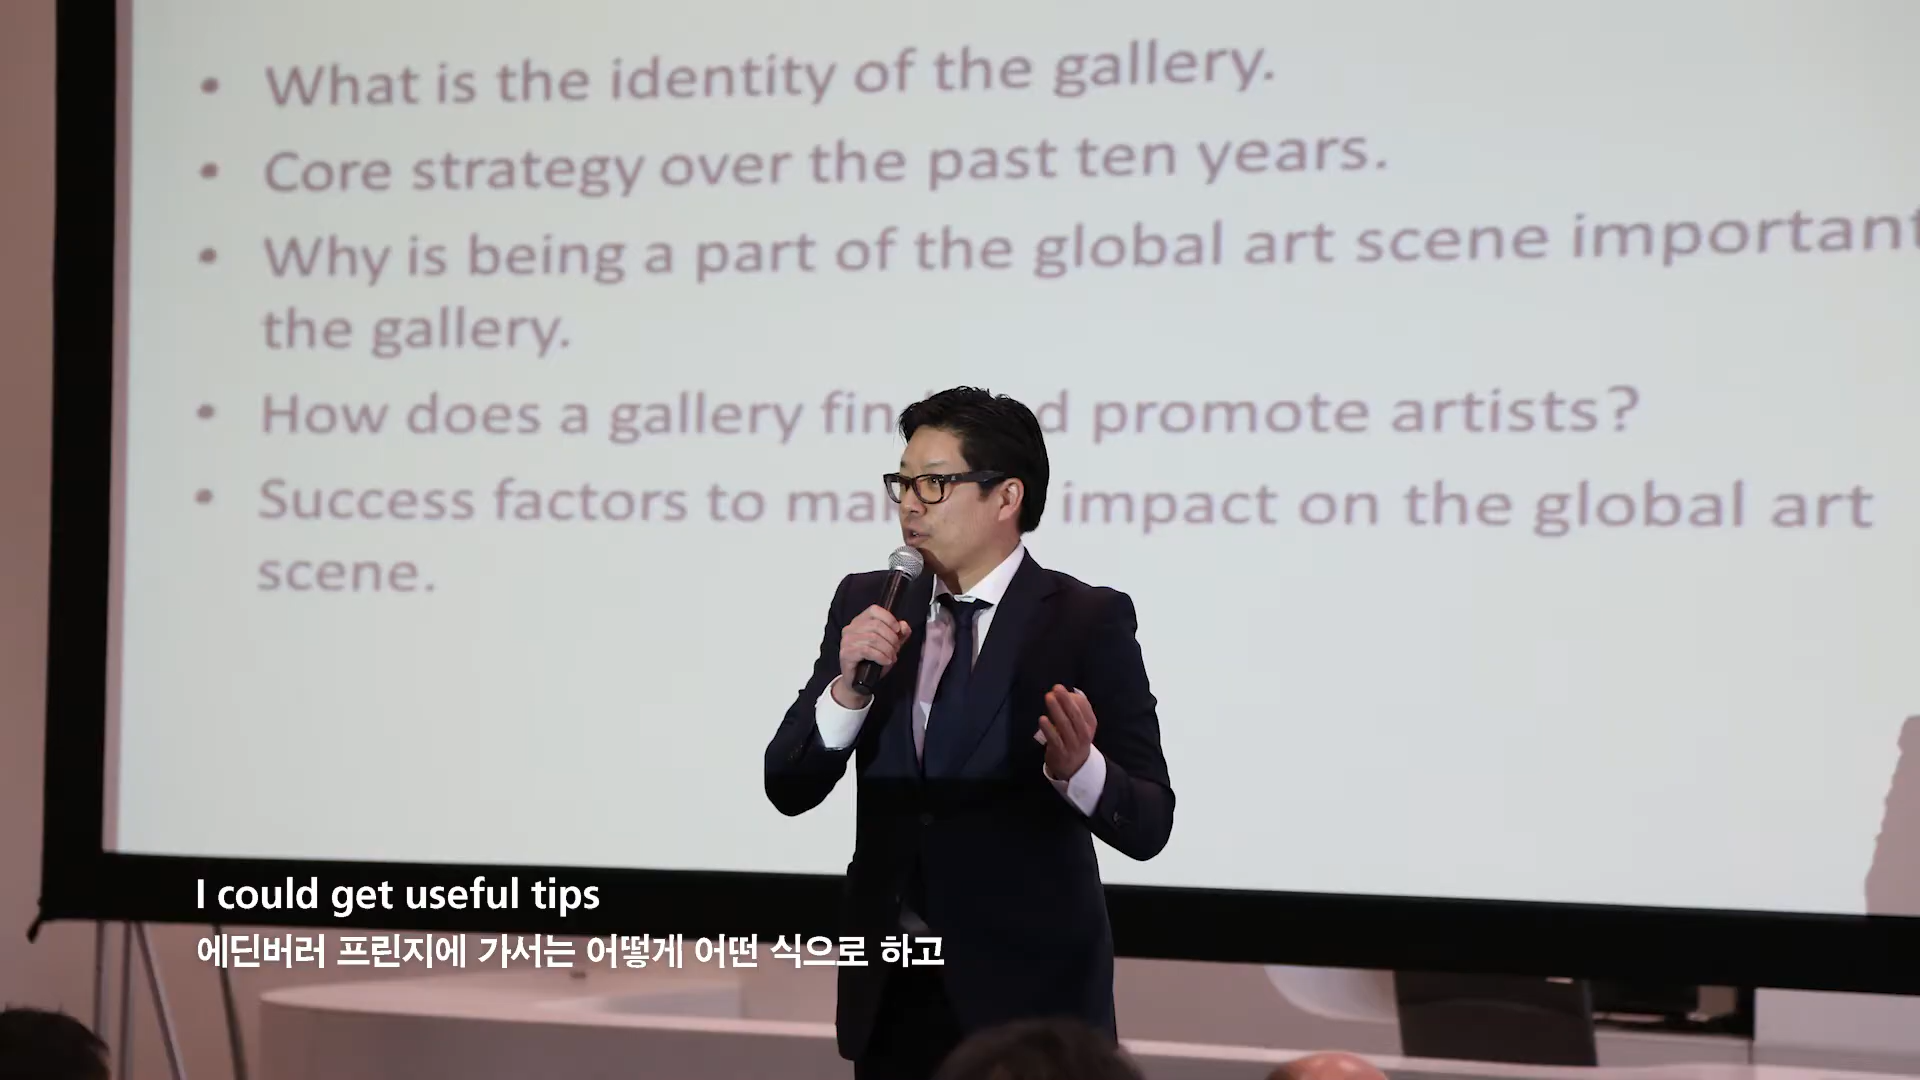 • What is the identity of the gallery.
• Core strategy over the past ten years.
• Why is being a part of the global art scene important
the gallery.
• How does a gallery promote artists?
• Success factors to impact on the global art
scene.
I could get useful tips
에딘버러 프린지에 가서는 어떻게 어떤 식으로 하고